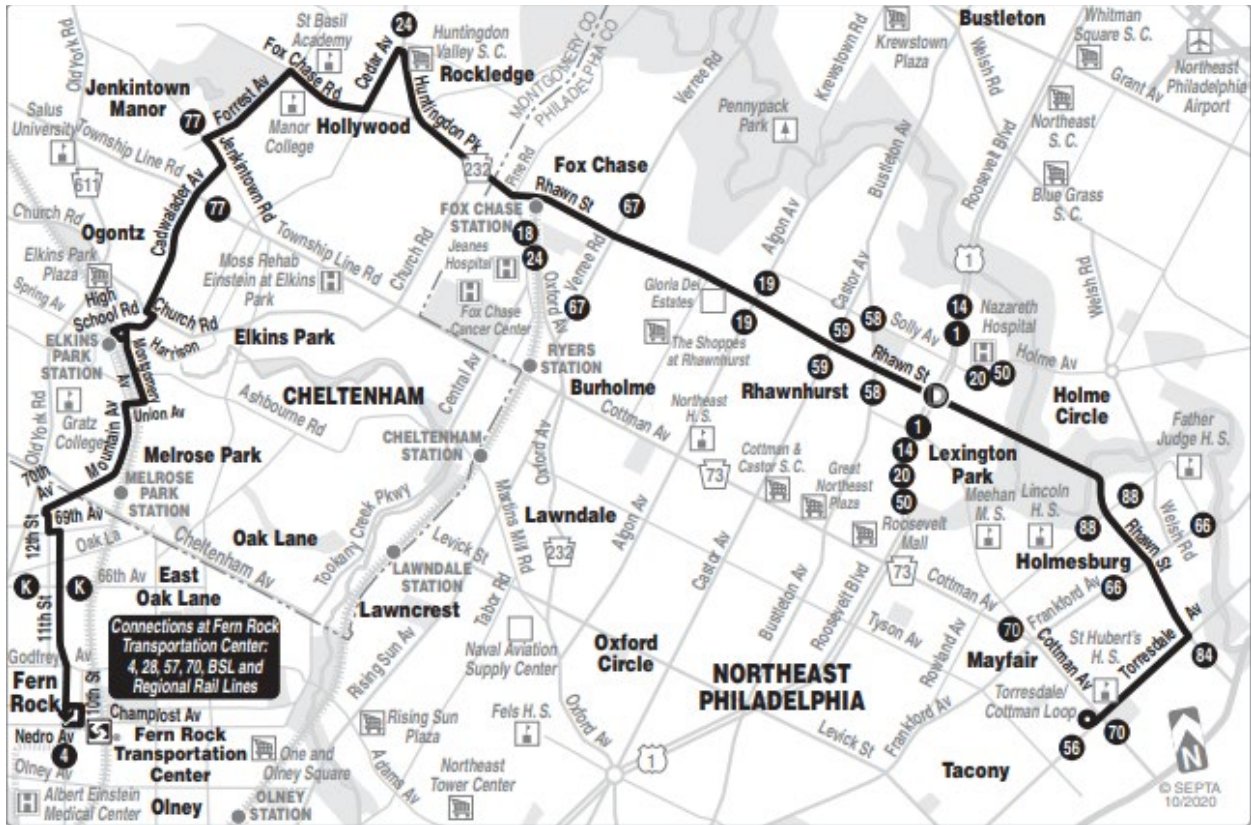 24
St Basil
Academy
Huntingdon
Valley S. C.
Bustleton
Whitman
Square S. C.
Old York Rd
Fox Chase Rd
Cedar Av
Rockledge
MONTGOMERY CO
PHILADELPHIA CO
Verree Rd
Krewstown
Plaza
Krewstown Rd
Welsh Rd
Grant Av
Northeast
Philadelphia
Airport
Jenkintown
Manor
Forrest Av
Manor
College
Hollywood
Huntingdon Pk
Pennypack
Park
Roosevelt Blvd
Northeast
S. C.
Salus
University
77
Township Line Rd
Jenkintown Rd
232
Pine Rd
Fox Chase
Bustleton Av
Blue Grass
S. C.
611
Cadwalader Av
77
Rhawn St
67
Algon Av
Church Rd
Ogontz
FOX CHASE
STATION
18
24
Verree Rd
Castor Av
1
Welsh Rd
Elkins Park
Plaza
Moss Rehab
Einstein at Elkins
Park
Township Line Rd
Church Rd
Jeanes
Hospital
Fox Chase
Cancer Center
Oxford Av
67
Gloria Dei
Estates
19
19
The Shoppes
at Rhawnhurst
59
58
Solly Av
14
1
Nazareth
Hospital
Spring Av
High
School Rd
Church Rd
Harrison
Elkins Park
ELKINS
PARK
STATION
Montgomery
Av
Central Av
RYERS
STATION
Burholme
Rhawnhurst
59
58
Rhawn St
20
50
Holme Av
Holme
Circle
CHELTENHAM
Ashbourne Rd
Union Av
Old York Rd
Gratz
College
Mountain Av
Cottman Av
Northeast
H. S.
1
14
20
50
Lexington
Park
Father
Judge H. S.
Melrose Park
CHELTENHAM
STATION
Oxford Av
73
Cottman &
Castor S. C.
Great
Northeast
Plaza
Meehan
M. S.
Lincoln
H. S.
88
88
70th
Av
69th Av
MELROSE
PARK
STATION
Tookany Creek Pkwy
Martins Mill Rd
Lawndale
Algon Av
Roosevelt
Mall
Rhawn St
Welsh Rd
66
12th St
Oak La
Oak Lane
Cheltenham Av
LAWNDALE
STATION
Levick St
232
Castor Av
73
Holmesburg
66
K
K
66th Av
East
Oak Lane
Lawncrest
Tabor Rd
Bustleton Av
Roosevelt Blvd
Cottman Av
Frankford Av
11th St
Connections at Fern Rock
Transportation Center:
4, 28, 57, 70, BSL and
Regional Rail Lines
Rising Sun Av
Naval Aviation
Supply Center
Oxford
Circle
Tyson Av
Rowland Av
70
Mayfair
Cottman Av
St Hubert's
H. S.
Torresdale
Av
84
Godfrey Av
Fern
Rock
10th St
NORTHEAST
PHILADELPHIA
Torresdale/
Cottman Loop
Champlost Av
Nedro Av
4
Fern Rock
Transportation
Center
Rising Sun
Plaza
Fels H. S.
Oxford Av
Levick St
Frankford Av
56
70
N
Olney Av
One and
Olney Square
Adams Av
Northeast
Tower Center
1
Tacony
Albert Einstein
Medical Center
Olney
OLNEY
STATION
© SEPTA
10/2020